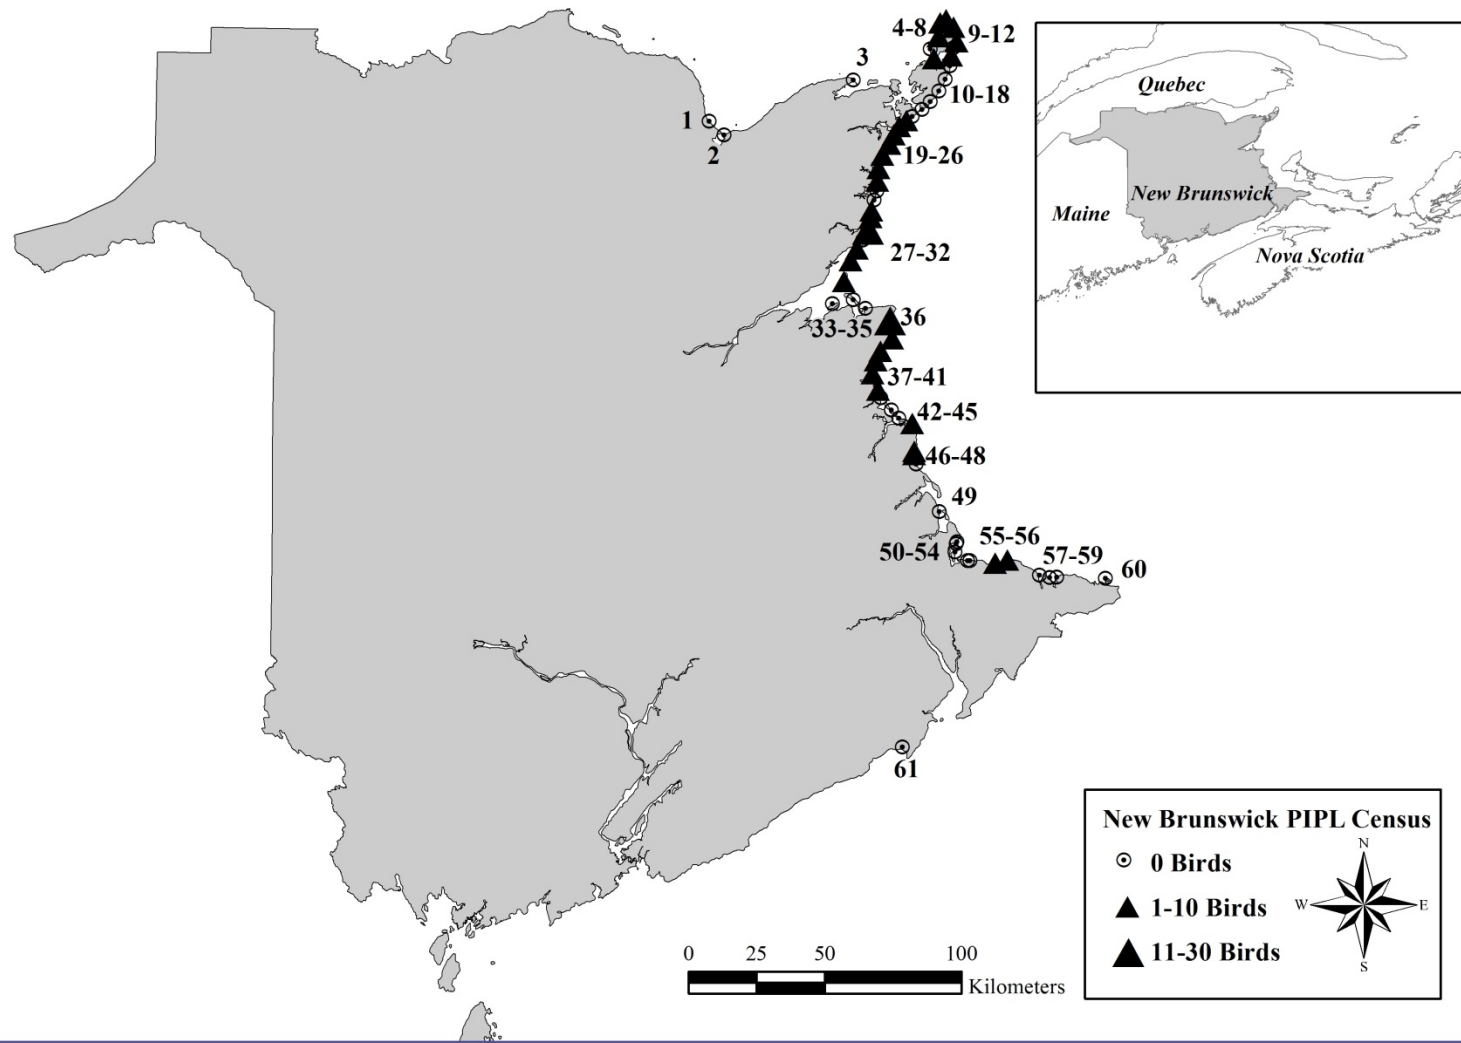 4-8
9-12
3
Quebec
10-18
1
2
19-26
New Brunswick
Maine
27-32
Nova Scotia
36
33-35
37-41
42-45
46-48
49
50-54
55-56
57-59
60
61
New Brunswick PIPL Census
0 Birds
1-10 Birds
11-30 Birds
N
W
E
S
0 25 50 100
Kilometers